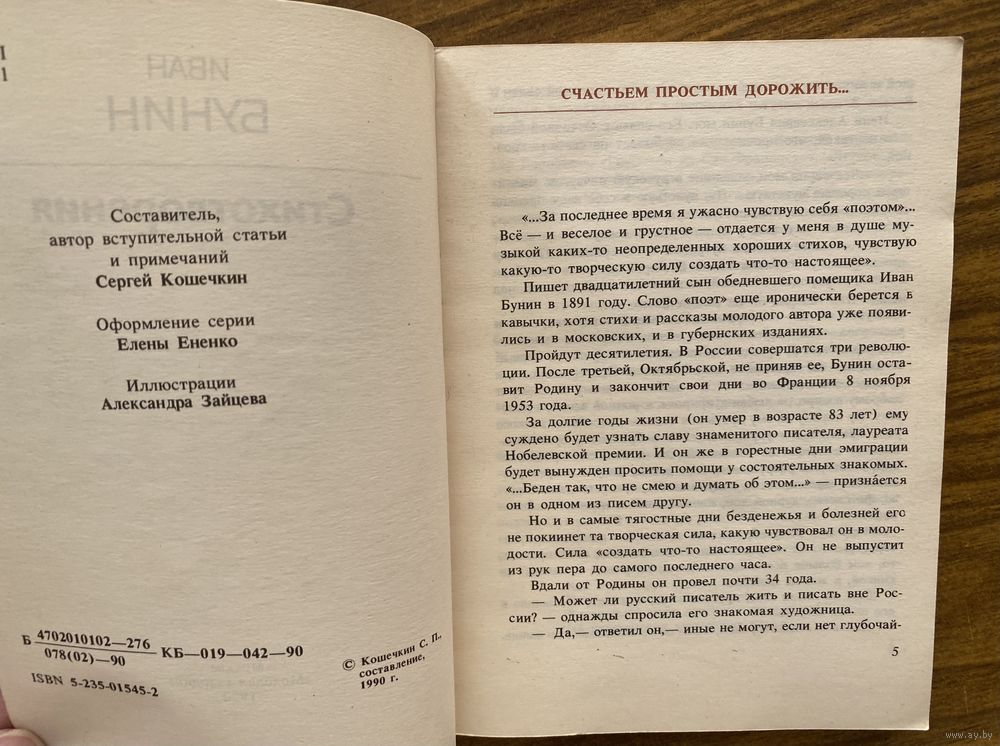 Составитель,
автор вступительной статьи
и примечаний
Сергей Кошечкин
Оформление серии
Елены Ененко
Иллюстрации
Александра Зайцева
Б 4702010102—276
078(02)—90
КБ—019—042—90
ISBN 5-235-01545-2
© Кошечкин С. П.,
составление,
1990 г.
СЧАСТЬЕМ ПРОСТЫМ ДОРОЖИТЬ...
«...За последнее время я ужасно чувствую себя «поэтом»...
Всё — и веселое и грустное — отдается у меня в душе му-
зыкой каких-то неопределенных хороших стихов, чувствую
какую-то творческую силу создать что-то настоящее».
Пишет двадцатилетний сын обедневшего помещика Иван
Бунин в 1891 году. Слово «поэт» еще иронически берется в
кавычки, хотя стихи и рассказы молодого автора уже появи-
лись и в московских, и в губернских изданиях.
Пройдут десятилетия. В России совершатся три револю-
ции. После третьей, Октябрьской, не приняв ее, Бунин оста-
вит Родину и закончит свои дни во Франции 8 ноября
1953 года.
За долгие годы жизни (он умер в возрасте 83 лет) ему
суждено будет узнать славу знаменитого писателя, лауреата
Нобелевской премии. И он же в горестные дни эмиграции
будет вынужден просить помощи у состоятельных знакомых.
«...Беден так, что не смею и думать об этом...» — призна́ется
он в одном из писем другу.
Но и в самые тягостные дни безденежья и болезней его
не покиинет та творческая сила, какую чувствовал он в моло-
дости. Сила «создать что-то настоящее». Он не выпустит
из рук пера до самого последнего часа.
Вдали от Родины он провел почти 34 года.
— Может ли русский писатель жить и писать вне Рос-
сии? — однажды спросила его знакомая художница.
— Да,— ответил он,— иные не могут, если нет глубочай-
5
www.ay.by